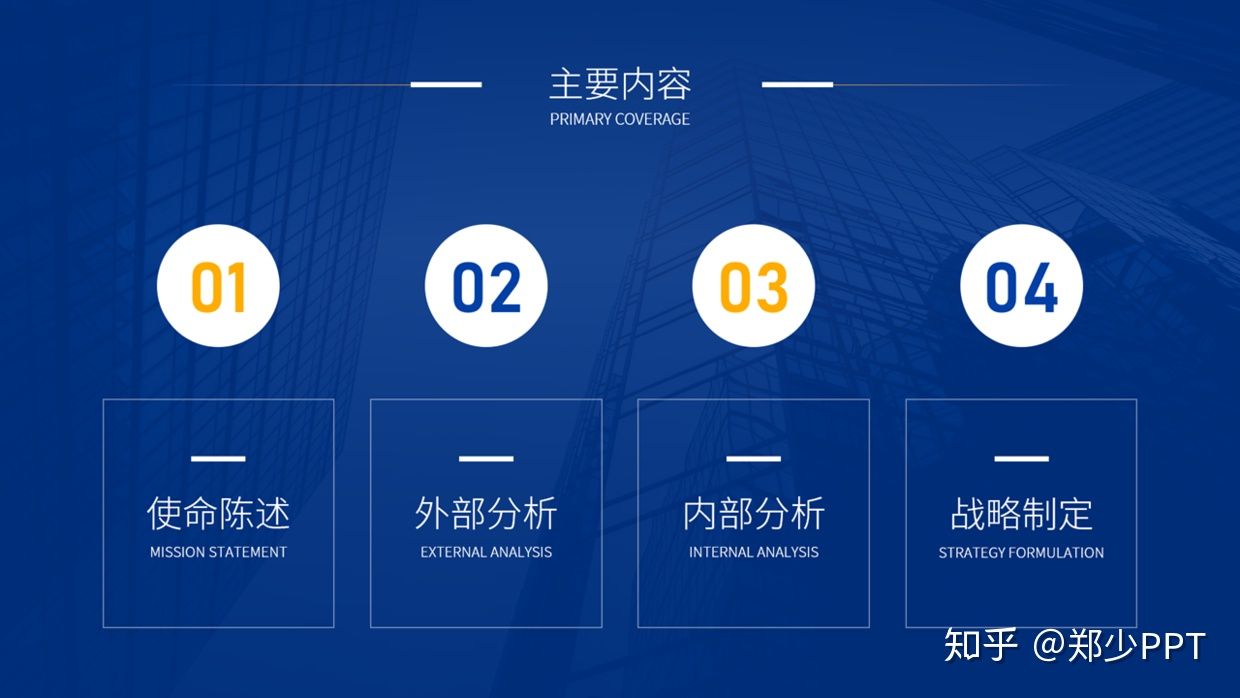 主要内容
PRIMARY COVERAGE
01
02
03
04
使命陈述
MISSION STATEMENT
外部分析
EXTERNAL ANALYSIS
内部分析
INTERNAL ANALYSIS
战略制定
STRATEGY FORMULATION
知乎 @郑少PPT